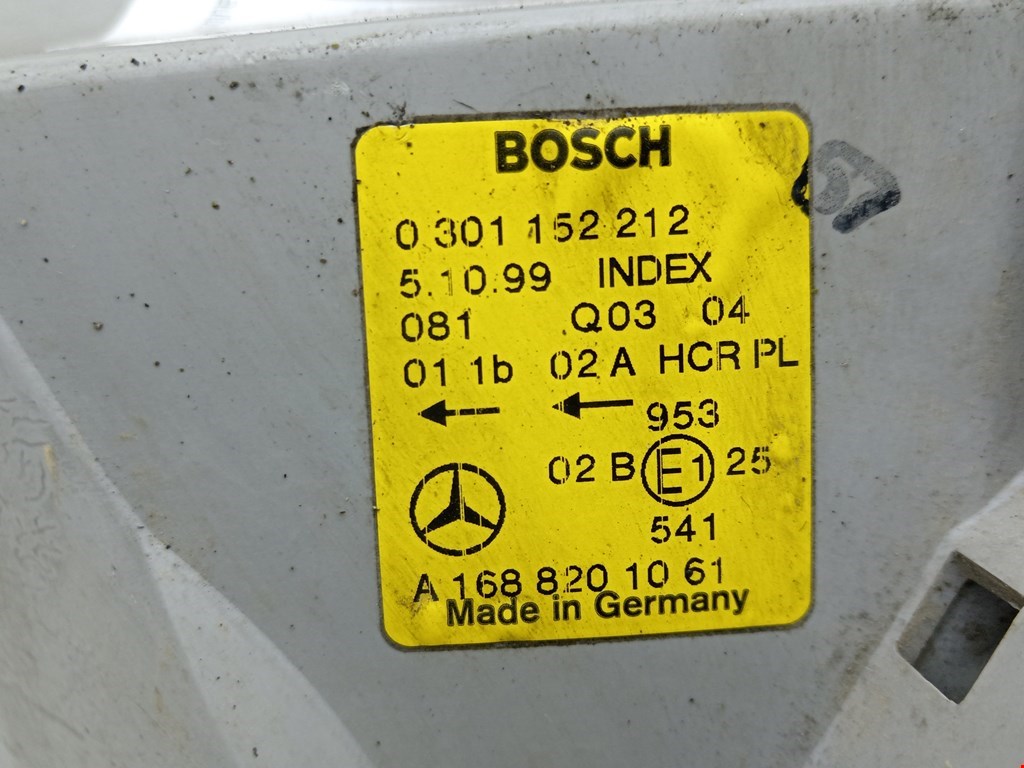 BOSCH
0 301 152 212
5.10.99 INDEX
081 Q03 04
01 1b 02 A HCR PL
953
02 B E1 25
541
A 168 820 10 61
Made in Germany